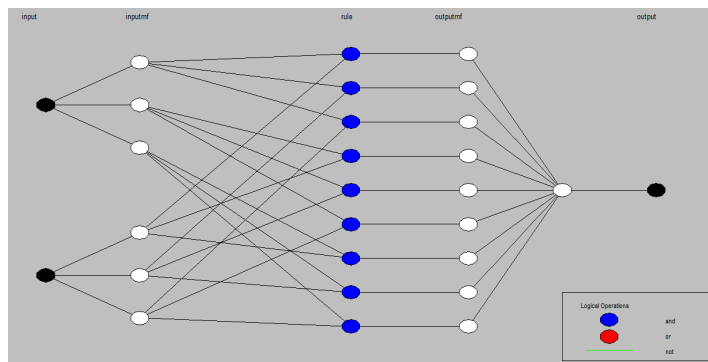 input inputmf rule outputmf output
Logical Operations
and
or
not